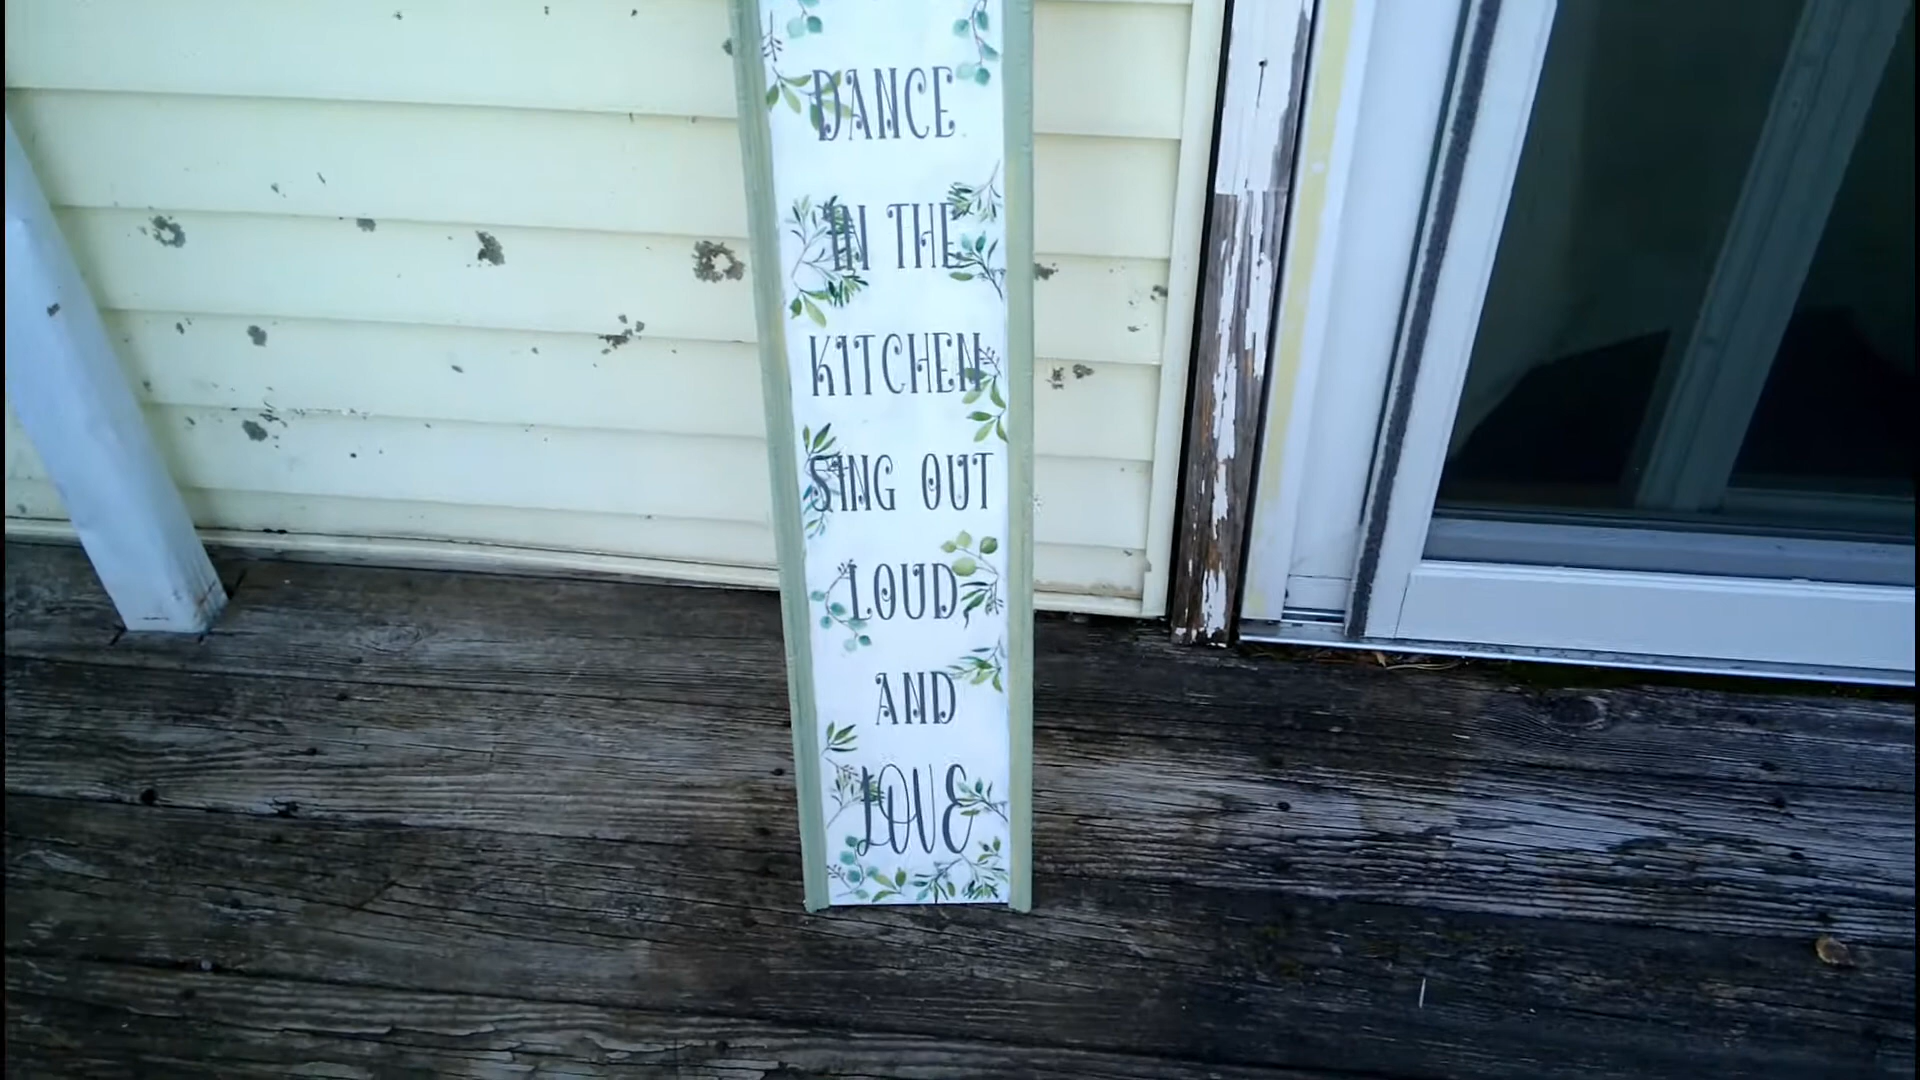 DANCE
IN THE
KITCHEN
SING OUT
LOUD
AND
LOVE